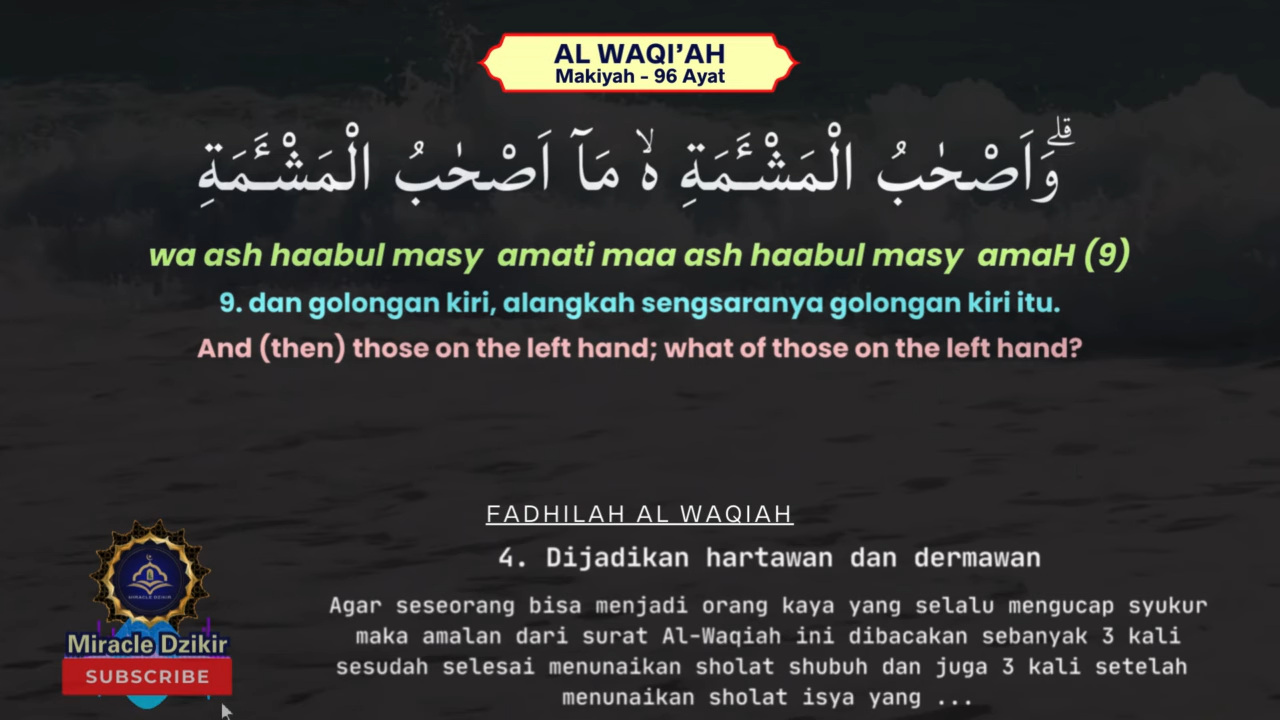 AL WAQI’AH
Makiyah - 96 Ayat
وَاَصْحٰبُ الْمَشْـَٔمَةِ ەۙ مَآ اَصْحٰبُ الْمَشْـَٔمَةِ ۗ
wa ash haabul masy amati maa ash haabul masy amaH (9)
9. dan golongan kiri, alangkah sengsaranya golongan kiri itu.
And (then) those on the left hand; what of those on the left hand?
FADHILAH AL WAQIAH
4. Dijadikan hartawan dan dermawan
Agar seseorang bisa menjadi orang kaya yang selalu mengucap syukur
maka amalan dari surat Al-Waqiah ini dibacakan sebanyak 3 kali
sesudah selesai menunaikan sholat shubuh dan juga 3 kali setelah
menunaikan sholat isya yang ...
MIRACLE DZIKIR
Miracle Dzikir
SUBSCRIBE